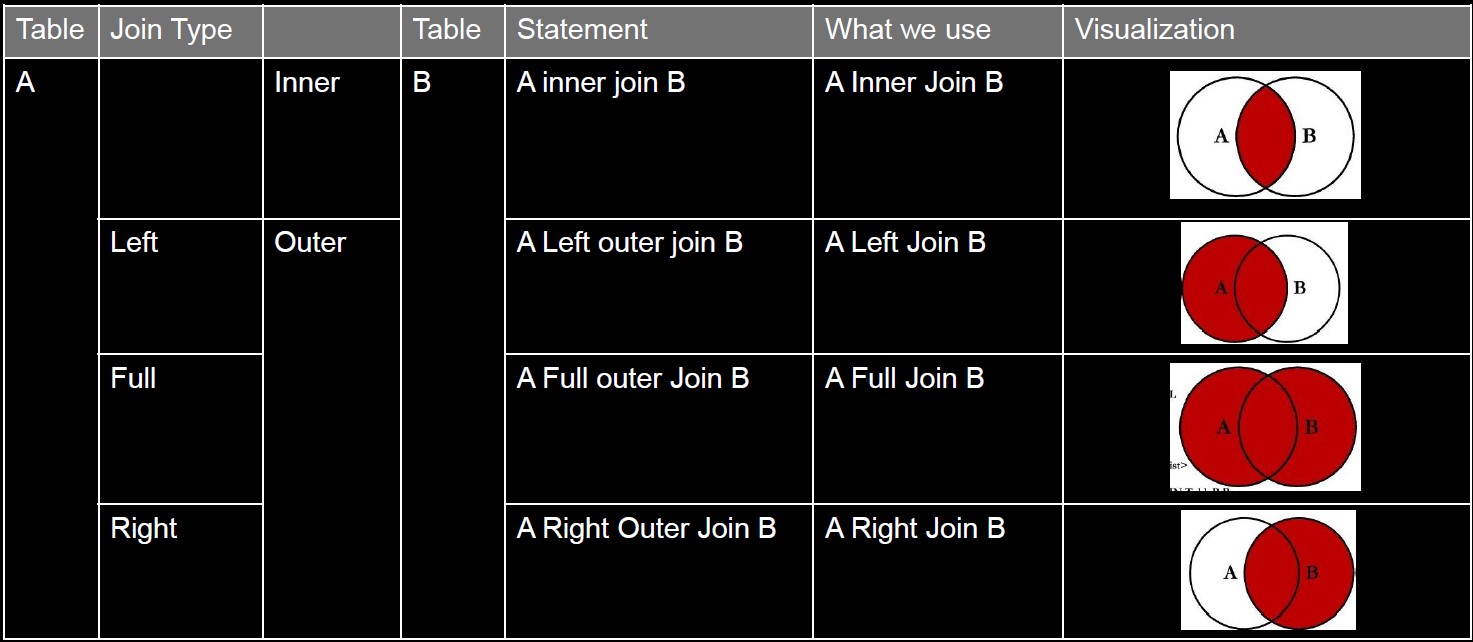 Table Join Type Table Statement What we use Visualization
A Inner B A inner join B A Inner Join B
A B
Left Outer A Left outer join B A Left Join B
A B
Full A Full outer Join B A Full Join B
L
A B
ist>
Right A Right Outer Join B A Right Join B
A B